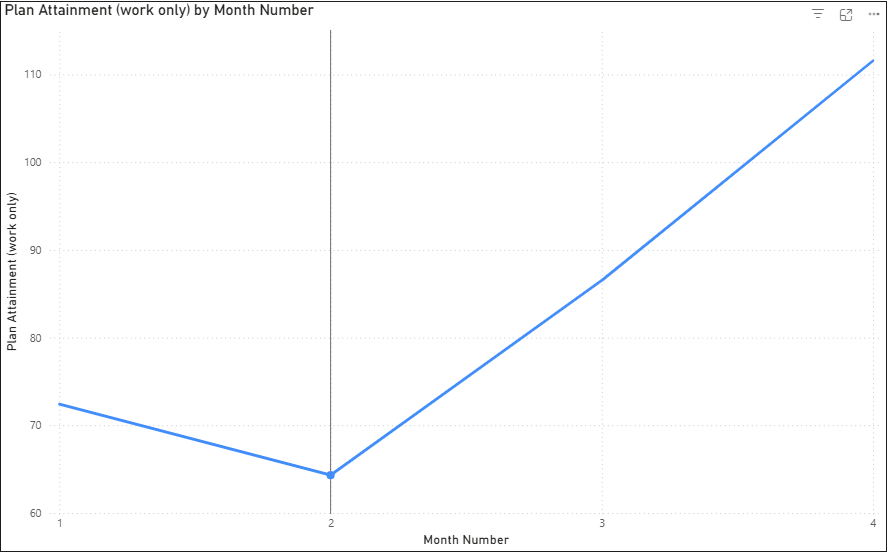 Plan Attainment (work only) by Month Number
Plan Attainment (work only)
110
100
90
80
70
60
1 2 3 4
Month Number